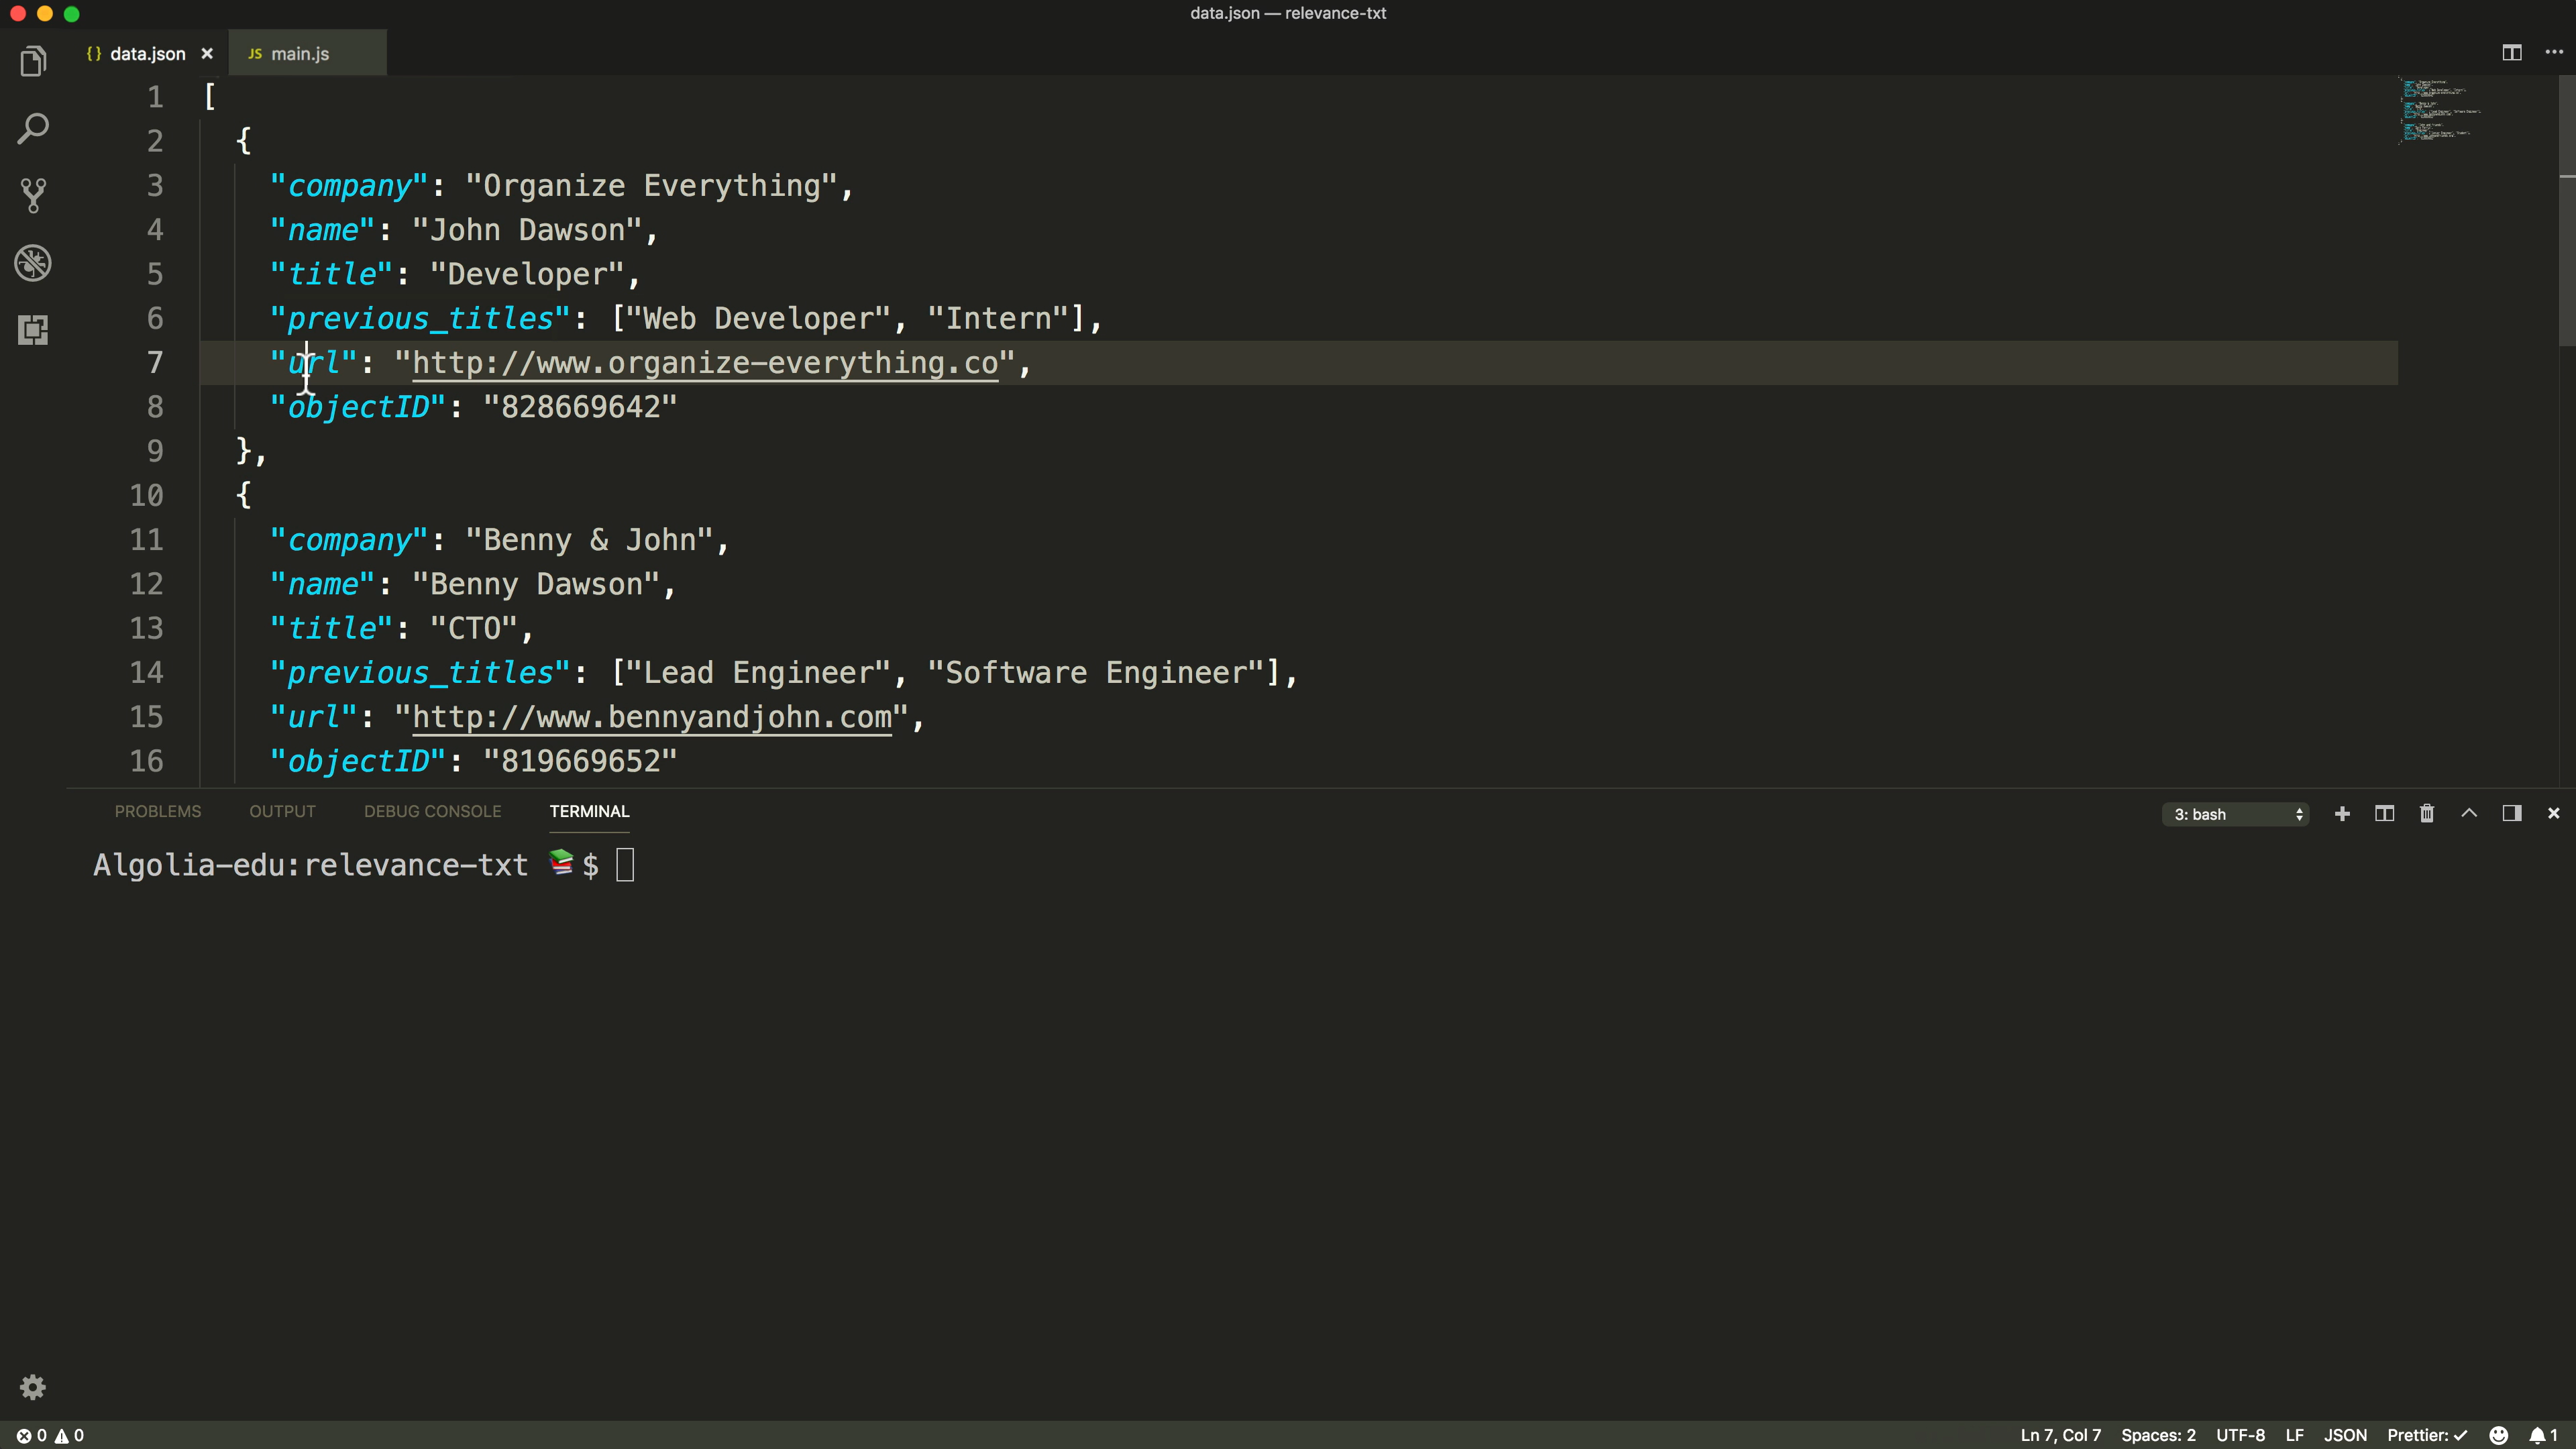 data.json — relevance-txt
{} data.json × JS main.js
1 [
2 {
3 "company": "Organize Everything",
4 "name": "John Dawson",
5 "title": "Developer",
6 "previous_titles": ["Web Developer", "Intern"],
7 "url": "http://www.organize-everything.co",
8 "objectID": "828669642"
9 },
10 {
11 "company": "Benny & John",
12 "name": "Benny Dawson",
13 "title": "CTO",
14 "previous_titles": ["Lead Engineer", "Software Engineer"],
15 "url": "http://www.bennyandjohn.com",
16 "objectID": "819669652"
PROBLEMS OUTPUT DEBUG CONSOLE TERMINAL 3: bash
Algolia-edu:relevance-txt 📚$
0 0 Ln 7, Col 7 Spaces: 2 UTF-8 LF JSON Prettier: ✓ 1